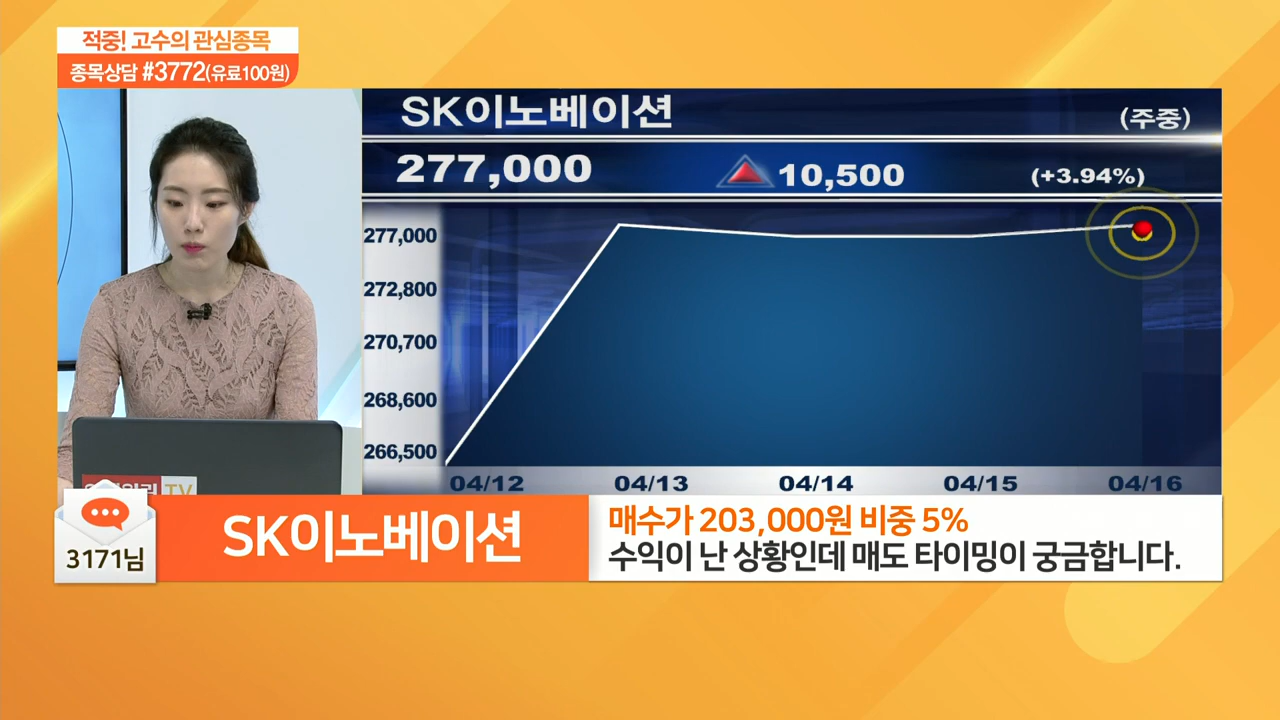 적중! 고수의 관심종목
종목상담 #3772(유료100원)
SK이노베이션
(주중)
277,000
10,500
(+3.94%)
277,000
272,800
270,700
268,600
266,500
04/12
04/13
04/14
04/15
04/16
TV
3171님
SK이노베이션
매수가 203,000원 비중 5%
수익이 난 상황인데 매도 타이밍이 궁금합니다.